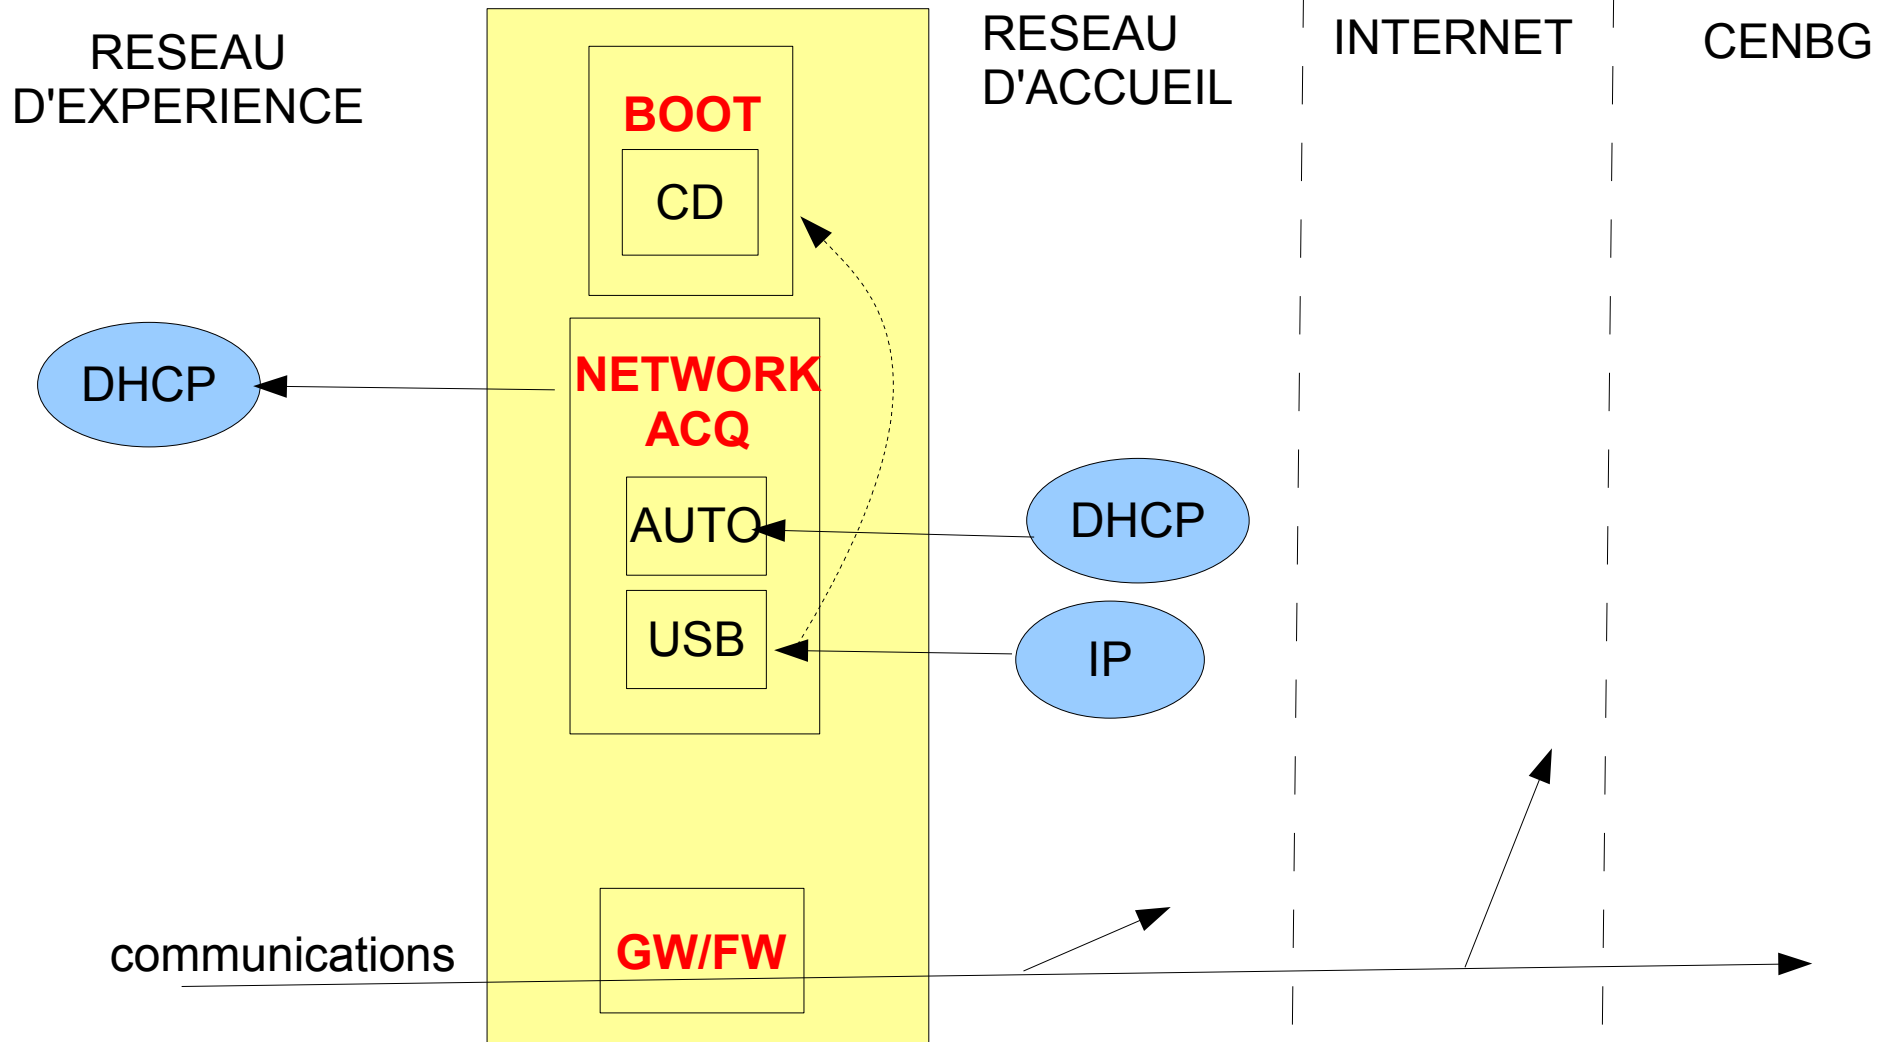 RESEAU
D'EXPERIENCE
BOOT
CD
RESEAU
D'ACCUEIL
INTERNET
CENBG
DHCP
NETWORK
ACQ
AUTO
USB
DHCP
IP
communications
GW/FW